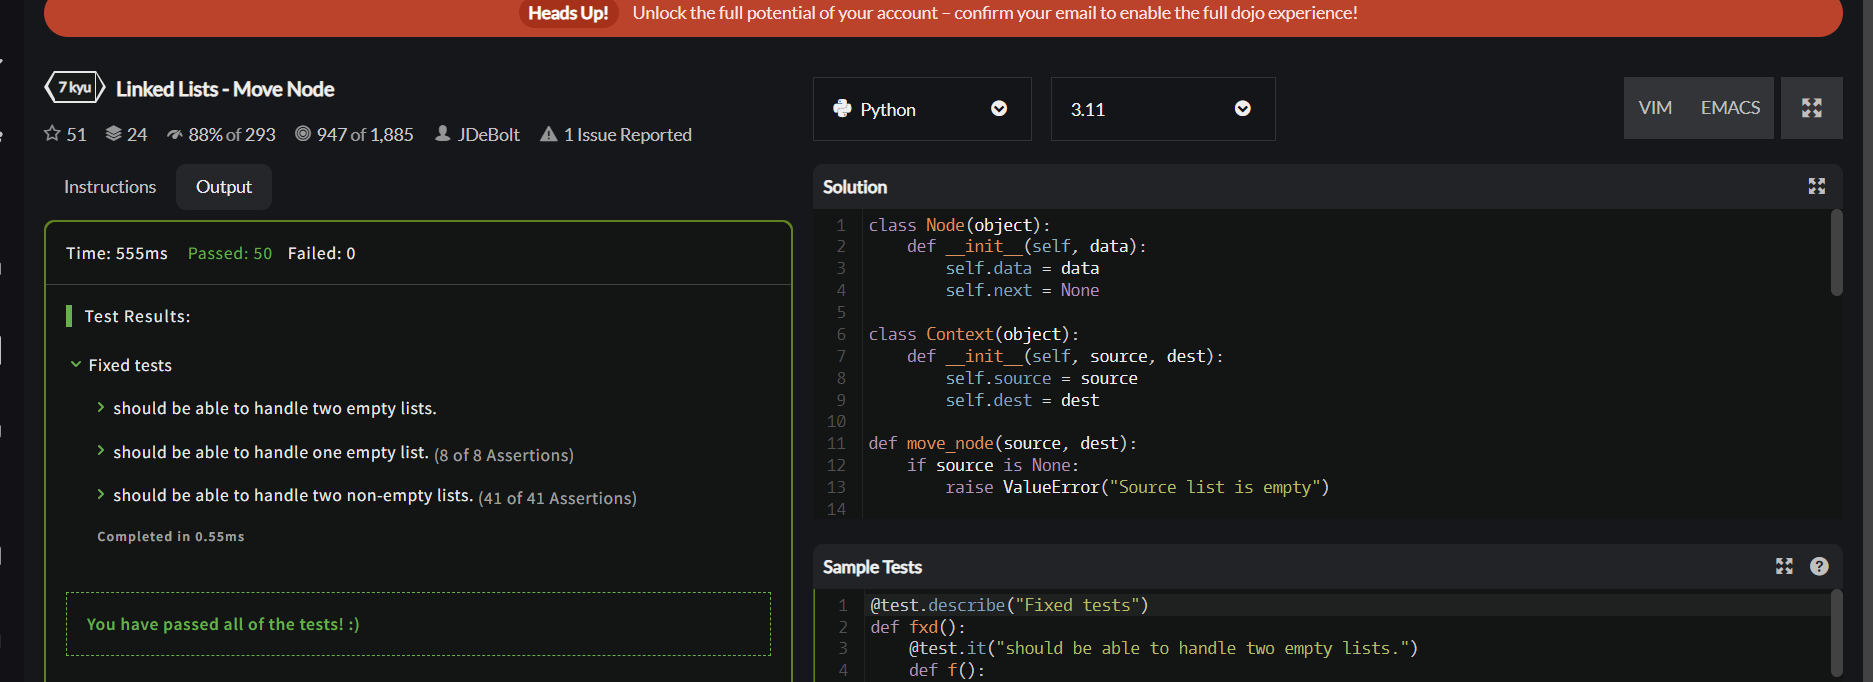 Heads Up! Unlock the full potential of your account – confirm your email to enable the full dojo experience!
7 kyu Linked Lists - Move Node
51 24 88% of 293 947 of 1,885 JDeBolt 1 Issue Reported
Instructions Output
Time: 555ms Passed: 50 Failed: 0
Test Results:
Fixed tests
should be able to handle two empty lists.
should be able to handle one empty list. (8 of 8 Assertions)
should be able to handle two non-empty lists. (41 of 41 Assertions)
Completed in 0.55ms
You have passed all of the tests! :)
Python 3.11 VIM EMACS
Solution
1 class Node(object):
2     def __init__(self, data):
3         self.data = data
4         self.next = None
5
6 class Context(object):
7     def __init__(self, source, dest):
8         self.source = source
9         self.dest = dest
10
11 def move_node(source, dest):
12     if source is None:
13         raise ValueError("Source list is empty")
14
Sample Tests ?
1 @test.describe("Fixed tests")
2 def fxd():
3     @test.it("should be able to handle two empty lists.")
4     def f():